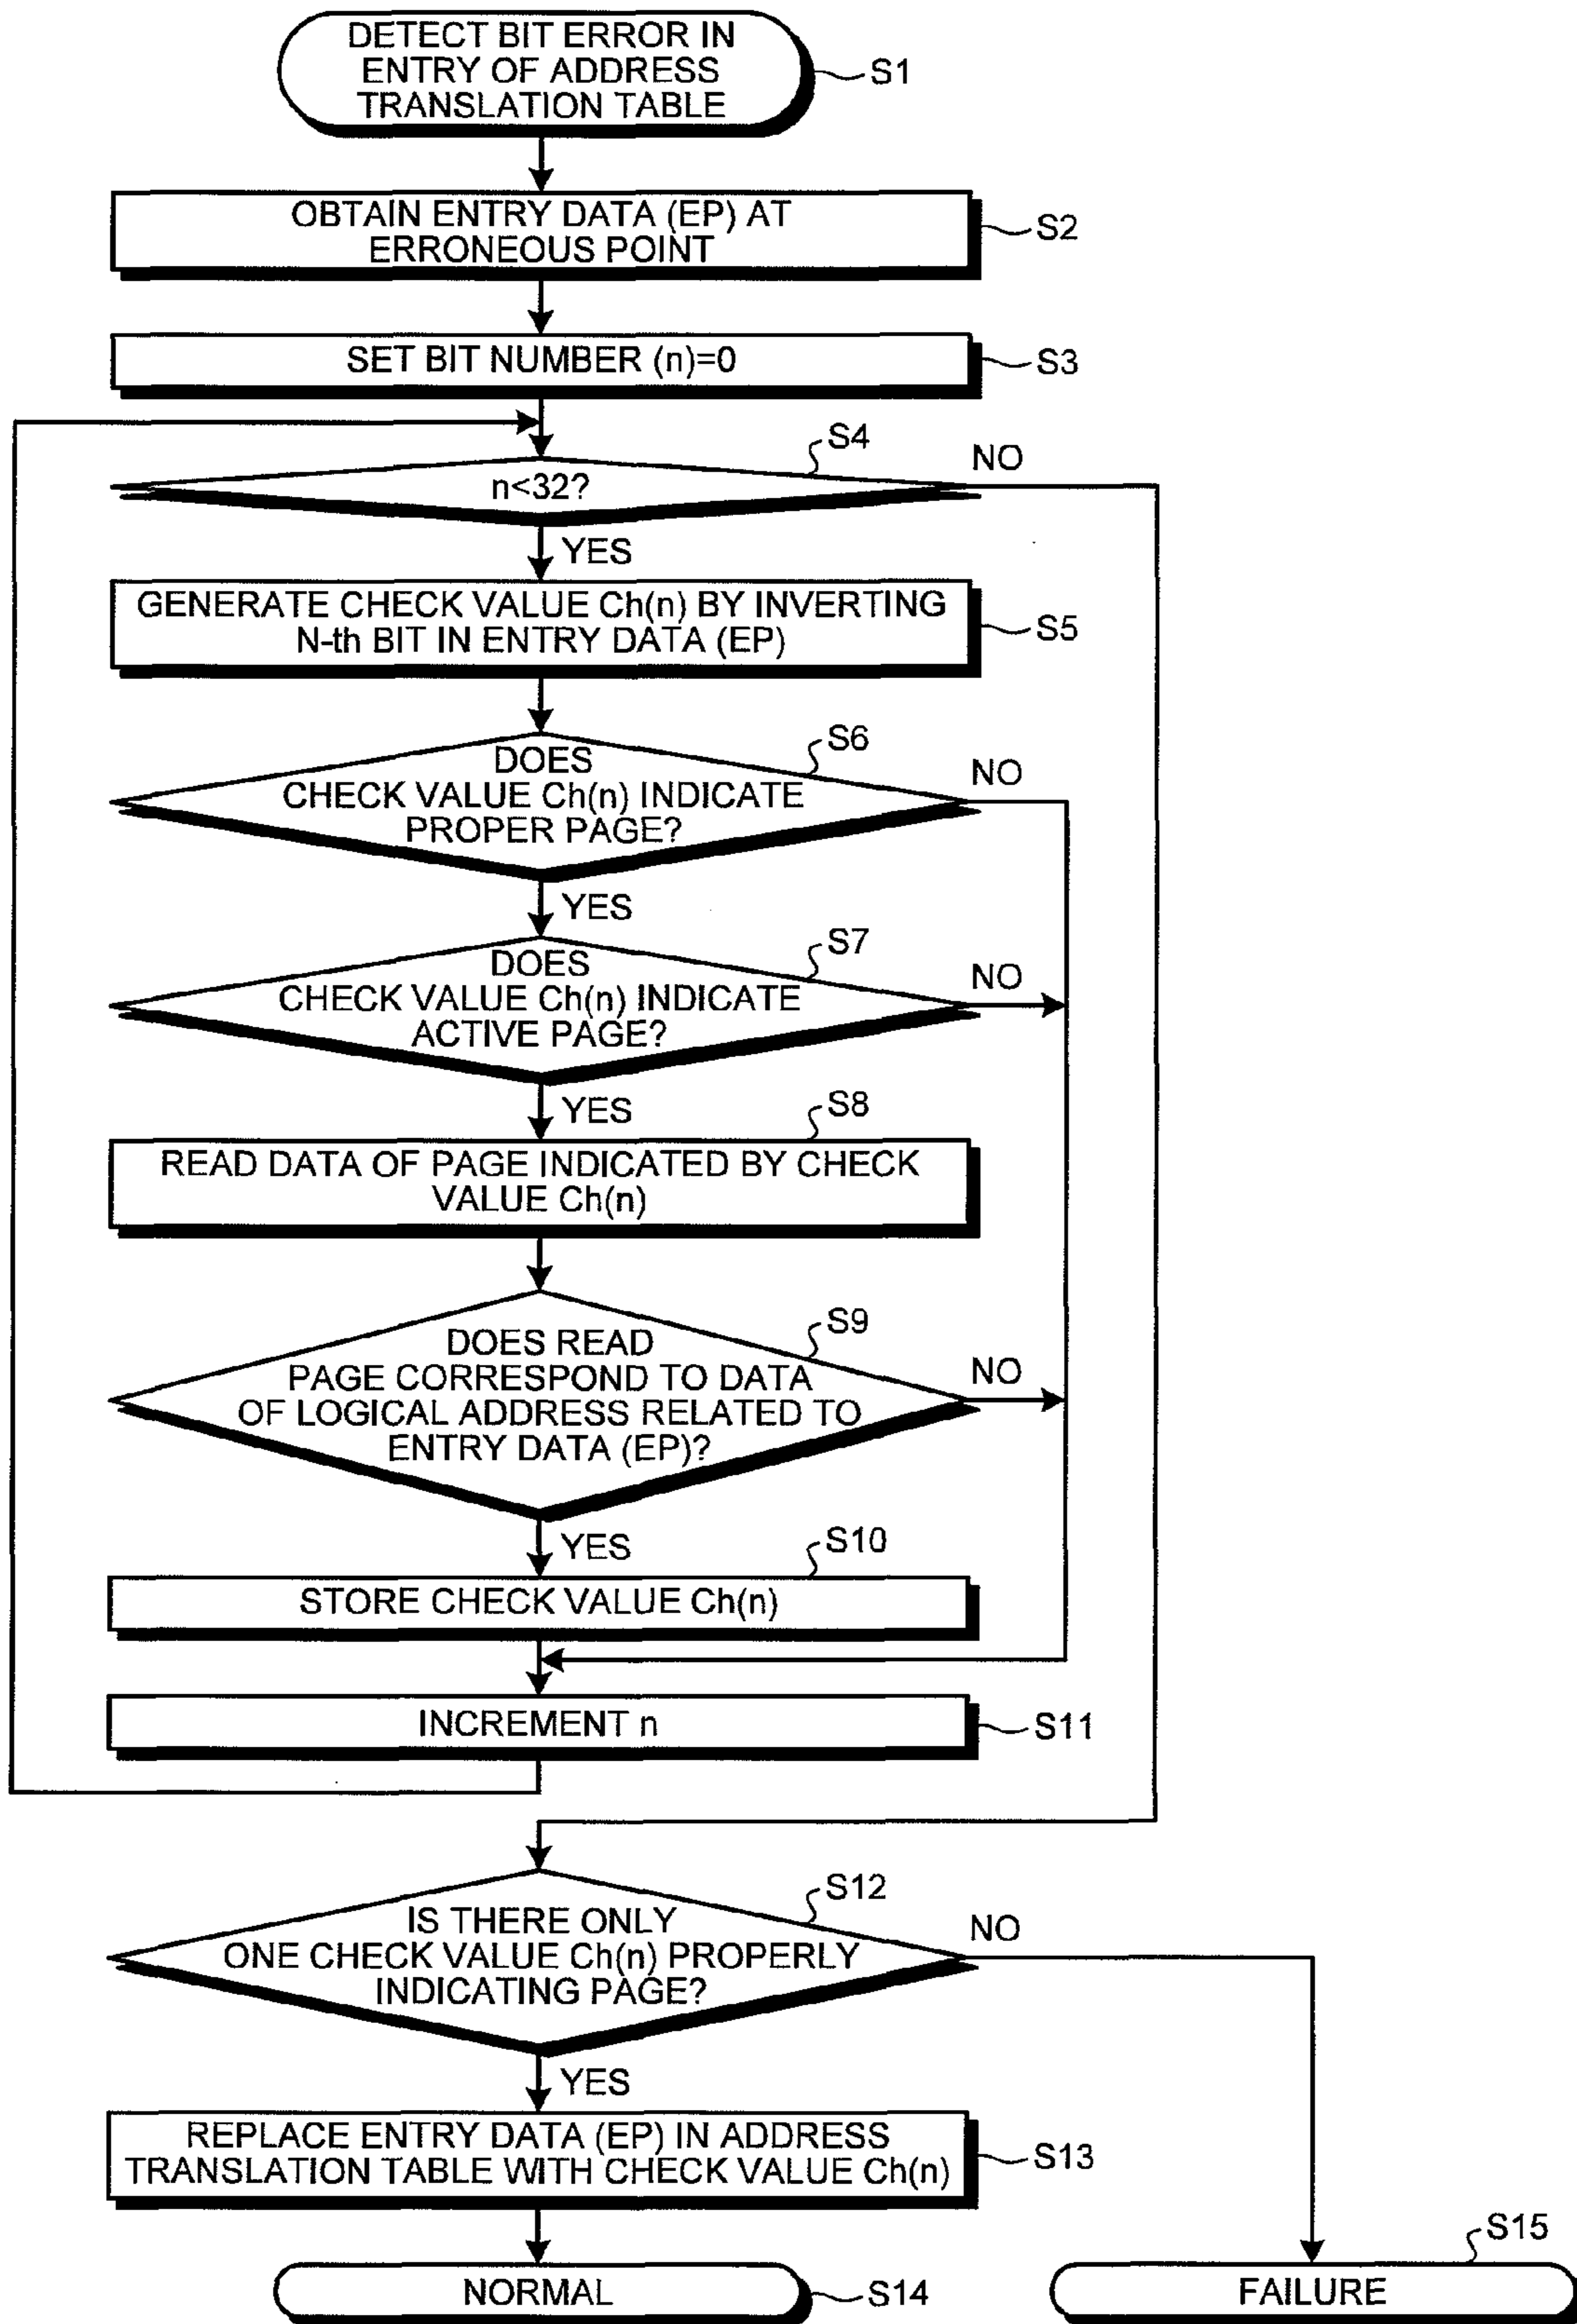 DETECT BIT ERROR IN
ENTRY OF ADDRESS
TRANSLATION TABLE
S1
OBTAIN ENTRY DATA (EP) AT
ERRONEOUS POINT
S2
SET BIT NUMBER (n)=0
S3
S4
NO
n<32?
YES
GENERATE CHECK VALUE Ch(n) BY INVERTING
N-th BIT IN ENTRY DATA (EP)
S5
S6
NO
DOES
CHECK VALUE Ch(n) INDICATE
PROPER PAGE?
YES
S7
NO
DOES
CHECK VALUE Ch(n) INDICATE
ACTIVE PAGE?
YES
S8
READ DATA OF PAGE INDICATED BY CHECK
VALUE Ch(n)
S9
NO
DOES READ
PAGE CORRESPOND TO DATA
OF LOGICAL ADDRESS RELATED TO
ENTRY DATA (EP)?
YES
S10
STORE CHECK VALUE Ch(n)
INCREMENT n
S11
S12
NO
IS THERE ONLY
ONE CHECK VALUE Ch(n) PROPERLY
INDICATING PAGE?
YES
REPLACE ENTRY DATA (EP) IN ADDRESS
TRANSLATION TABLE WITH CHECK VALUE Ch(n)
S13
NORMAL
S14
S15
FAILURE